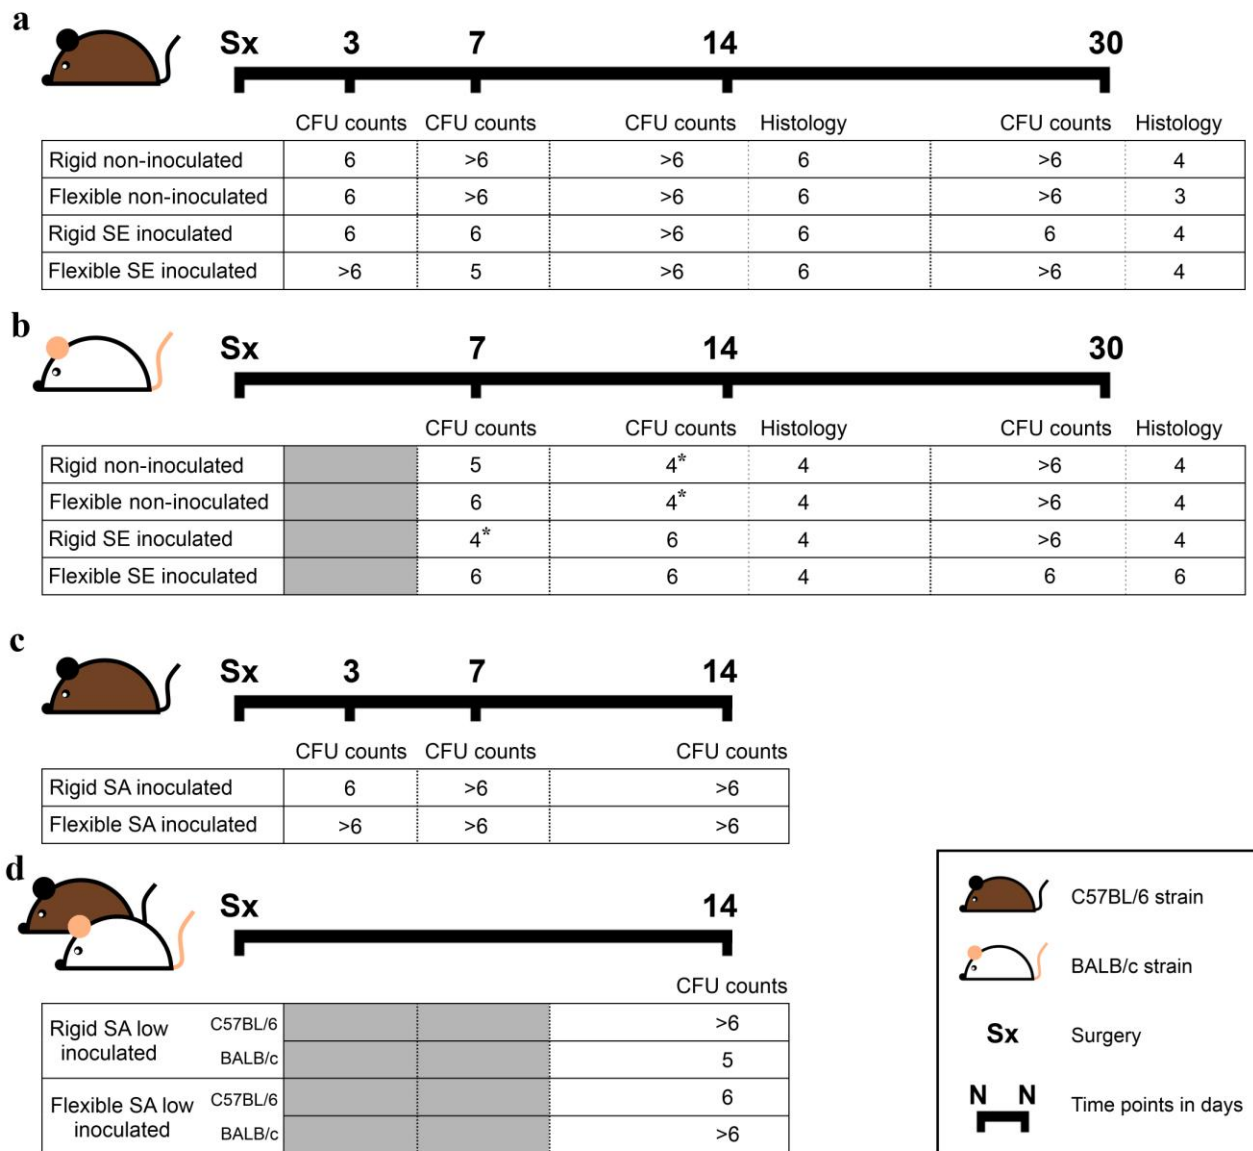 a
Sx 3 7 14 30
CFU counts CFU counts CFU counts Histology CFU counts Histology
Rigid non-inoculated 6 >6 >6 6 >6 4
Flexible non-inoculated 6 >6 >6 6 >6 3
Rigid SE inoculated 6 6 >6 6 6 4
Flexible SE inoculated >6 5 >6 6 >6 4
b
Sx 7 14 30
CFU counts CFU counts Histology CFU counts Histology
Rigid non-inoculated 5 4* 4 >6 4
Flexible non-inoculated 6 4* 4 >6 4
Rigid SE inoculated 4* 6 4 >6 4
Flexible SE inoculated 6 6 4 6 6
c
Sx 3 7 14
CFU counts CFU counts CFU counts
Rigid SA inoculated 6 >6 >6
Flexible SA inoculated >6 >6 >6
d
Sx 14
CFU counts
Rigid SA low
inoculated
C57BL/6 >6
BALB/c 5
Flexible SA low
inoculated
C57BL/6 6
BALB/c >6
C57BL/6 strain
BALB/c strain
Sx Surgery
N N Time points in days